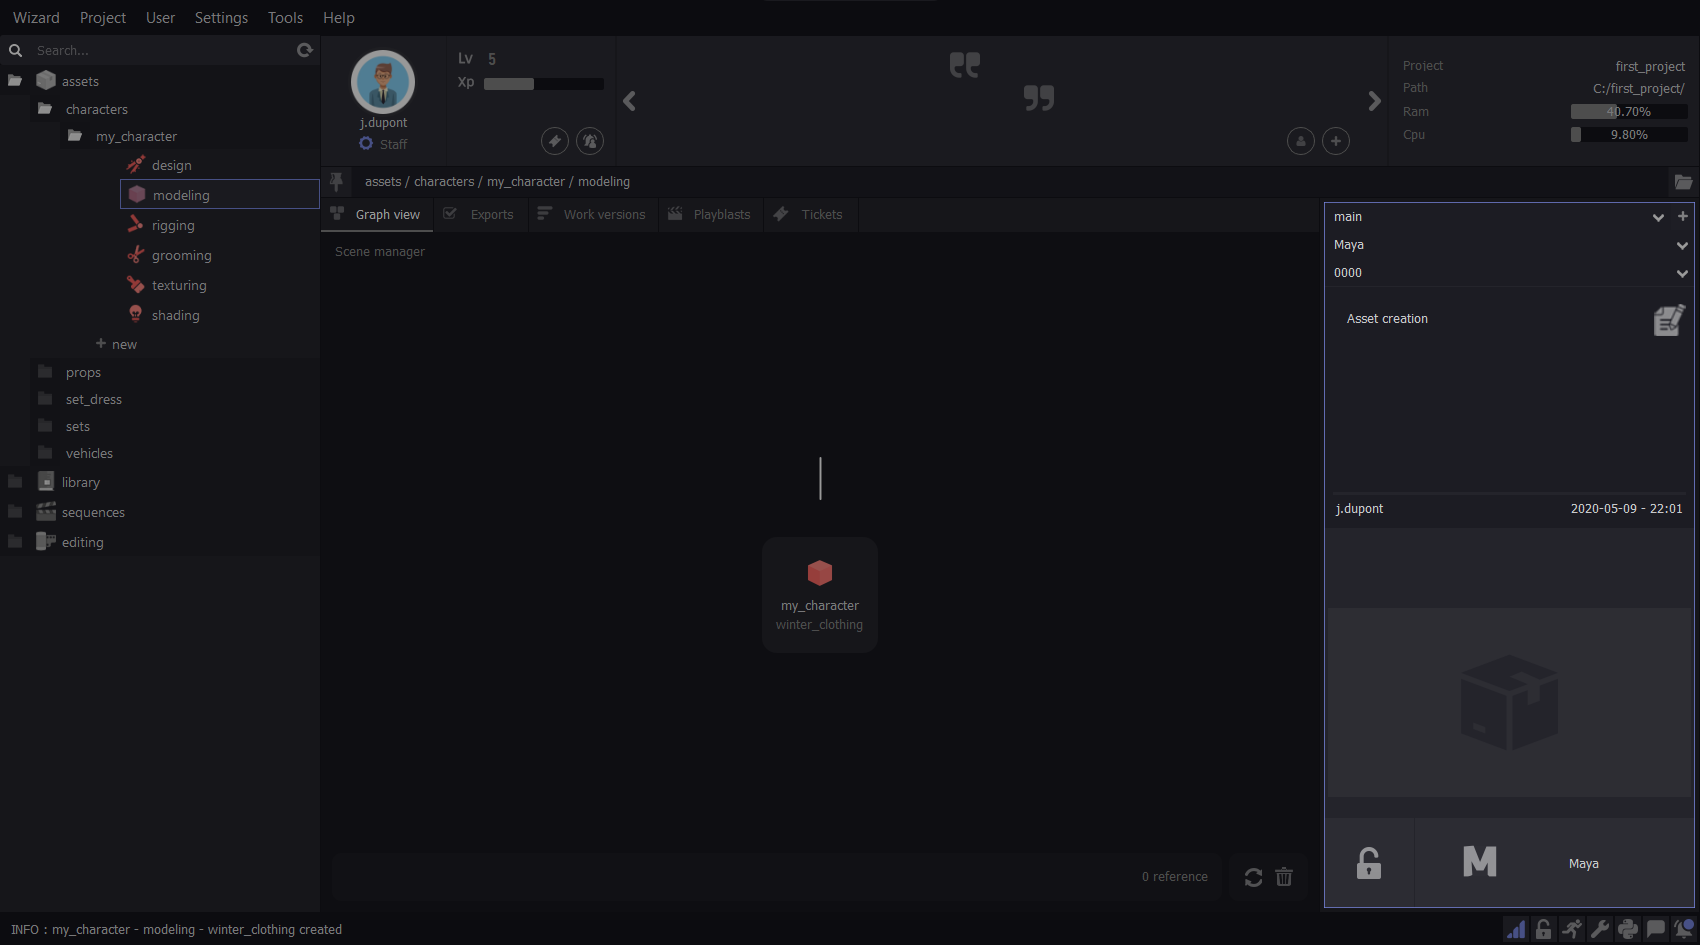 Wizard Project User Settings Tools Help
Search...
assets
characters
my_character
design
modeling
rigging
grooming
texturing
shading
+ new
props
set_dress
sets
vehicles
library
sequences
editing
j.dupont
Staff
Lv 5
Xp
Project first_project
Path C:/first_project/
Ram 40.70%
Cpu 9.80%
assets / characters / my_character / modeling
Graph view Exports Work versions Playblasts Tickets
Scene manager
my_character
winter_clothing
0 reference
main
Maya
0000
Asset creation
j.dupont 2020-05-09 - 22:01
Maya
INFO : my_character - modeling - winter_clothing created